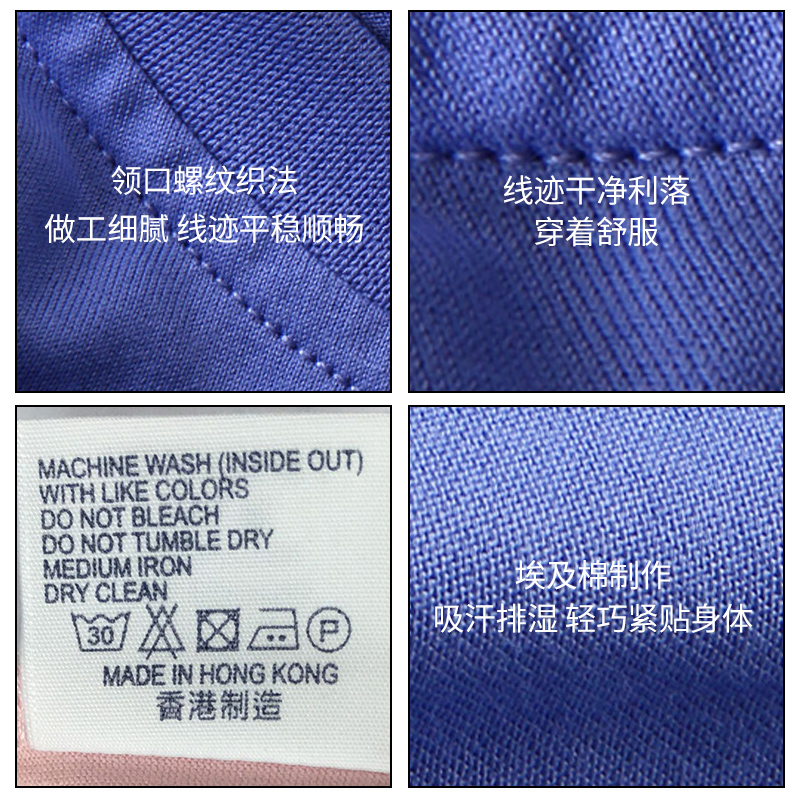 领口螺纹织法
做工细腻 线迹平稳顺畅
线迹干净利落
穿着舒服
MACHINE WASH (INSIDE OUT)
WITH LIKE COLORS
DO NOT BLEACH
DO NOT TUMBLE DRY
MEDIUM IRON
DRY CLEAN
30
P
MADE IN HONG KONG
香港制造
埃及棉制作
吸汗排湿 轻巧紧贴身体